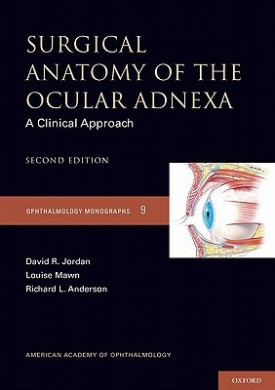 SURGICAL
ANATOMY OF THE
OCULAR ADNEXA
A Clinical Approach
SECOND EDITION
OPHTHALMOLOGY MONOGRAPHS 9
David R. Jordan
Louise Mawn
Richard L. Anderson
AMERICAN ACADEMY OF OPHTHALMOLOGY
OXFORD